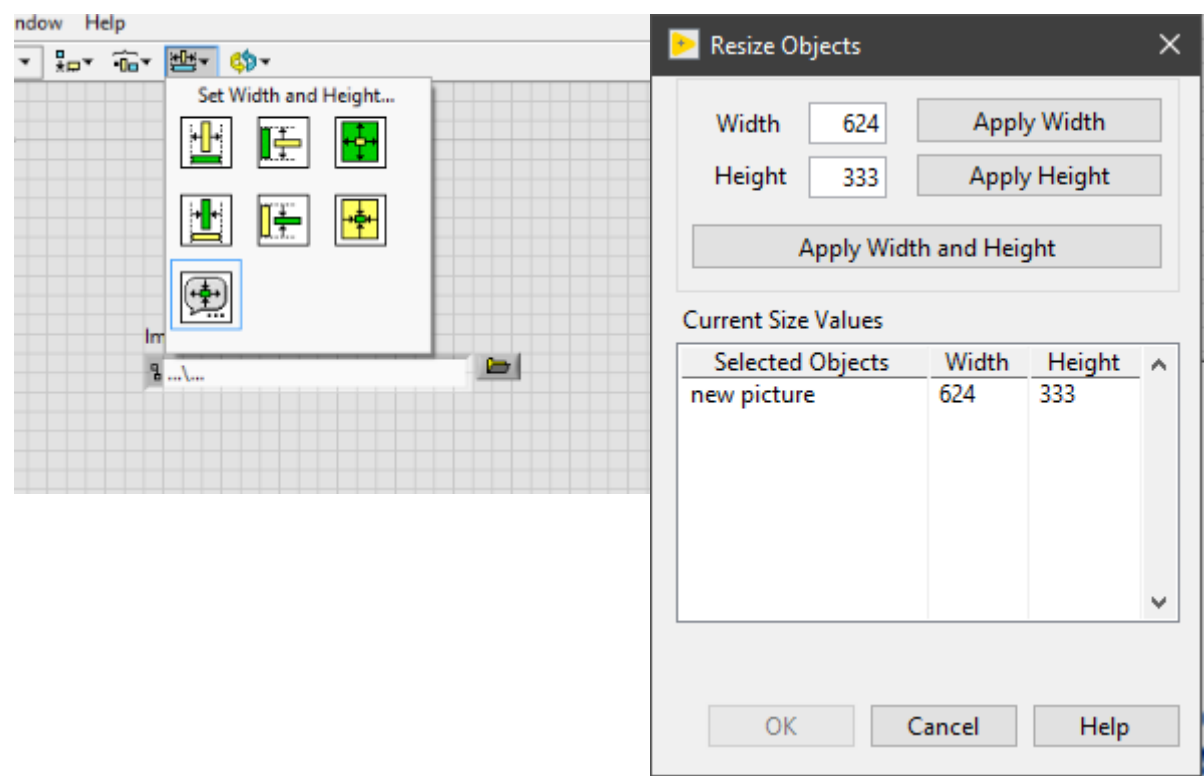 ndow Help
Set Width and Height...
Im
...\...
Resize Objects
Width 624 Apply Width
Height 333 Apply Height
Apply Width and Height
Current Size Values
Selected Objects Width Height
new picture 624 333
OK Cancel Help